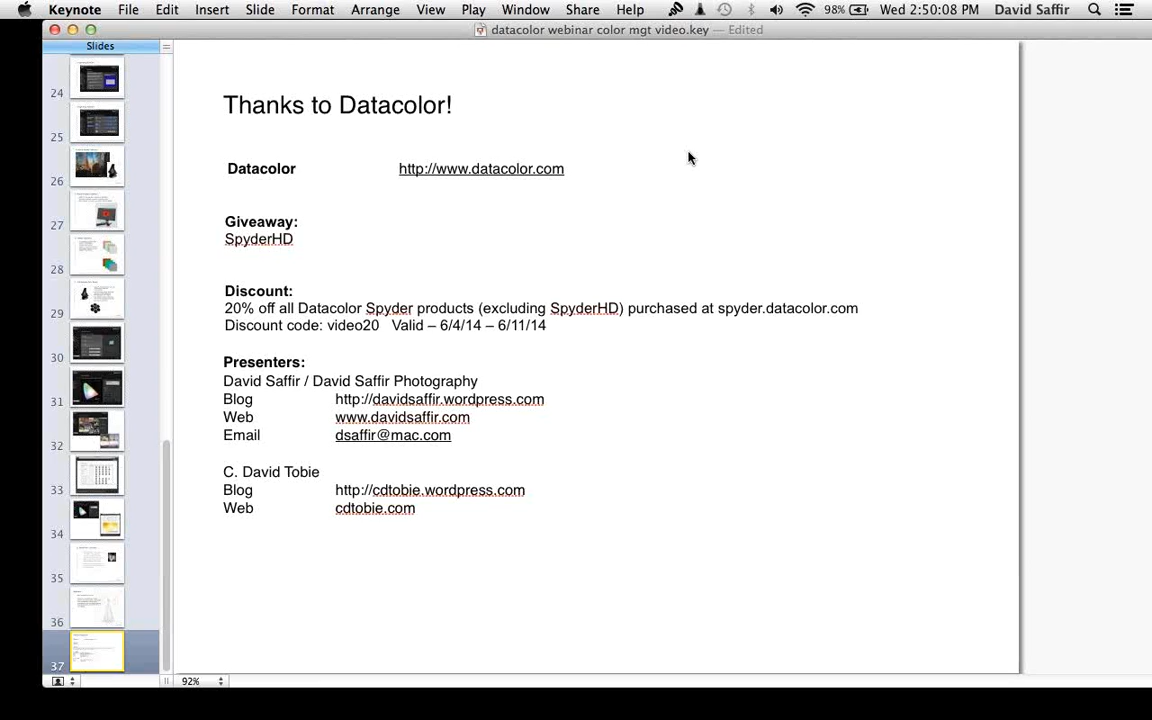 Keynote File Edit Insert Slide Format Arrange View Play Window Share Help 98% Wed 2:50:08 PM David Saffir
datacolor webinar color mgt video.key — Edited
Slides
24
25
26
27
28
29
30
31
32
33
34
35
36
37
Thanks to Datacolor!
Datacolor http://www.datacolor.com
Giveaway:
SpyderHD
Discount:
20% off all Datacolor Spyder products (excluding SpyderHD) purchased at spyder.datacolor.com
Discount code: video20 Valid – 6/4/14 – 6/11/14
Presenters:
David Saffir / David Saffir Photography
Blog http://davidsaffir.wordpress.com
Web www.davidsaffir.com
Email dsaffir@mac.com
C. David Tobie
Blog http://cdtobie.wordpress.com
Web cdtobie.com
92%